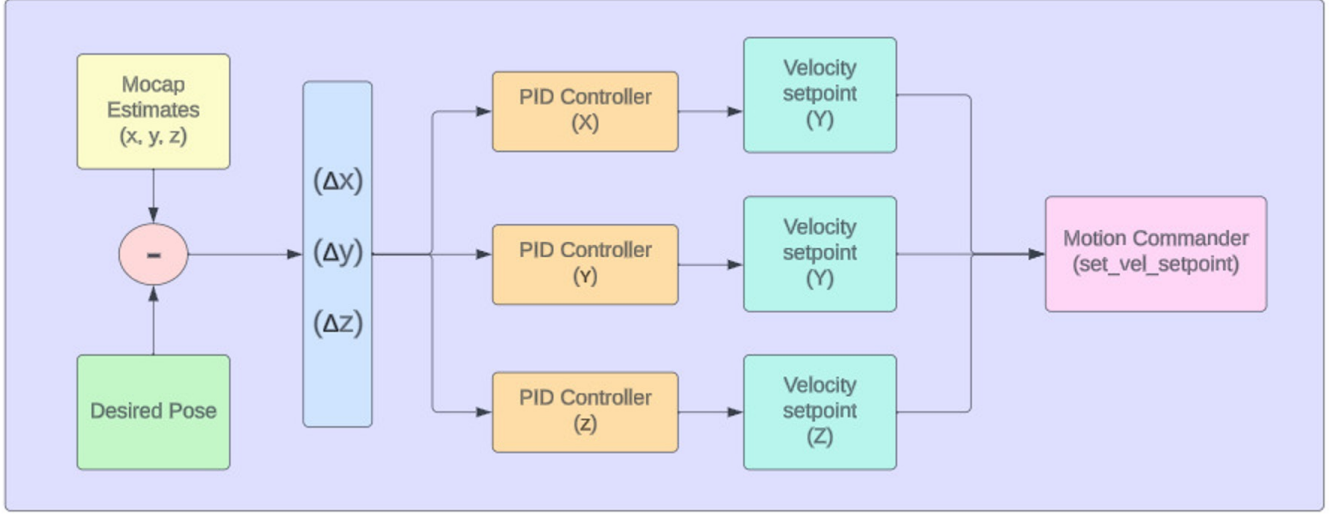 Mocap
Estimates
(x, y, z)
-
Desired Pose
(Δx)
(Δy)
(Δz)
PID Controller
(X)
Velocity
setpoint
(Y)
PID Controller
(Y)
Velocity
setpoint
(Y)
PID Controller
(z)
Velocity
setpoint
(Z)
Motion Commander
(set_vel_setpoint)